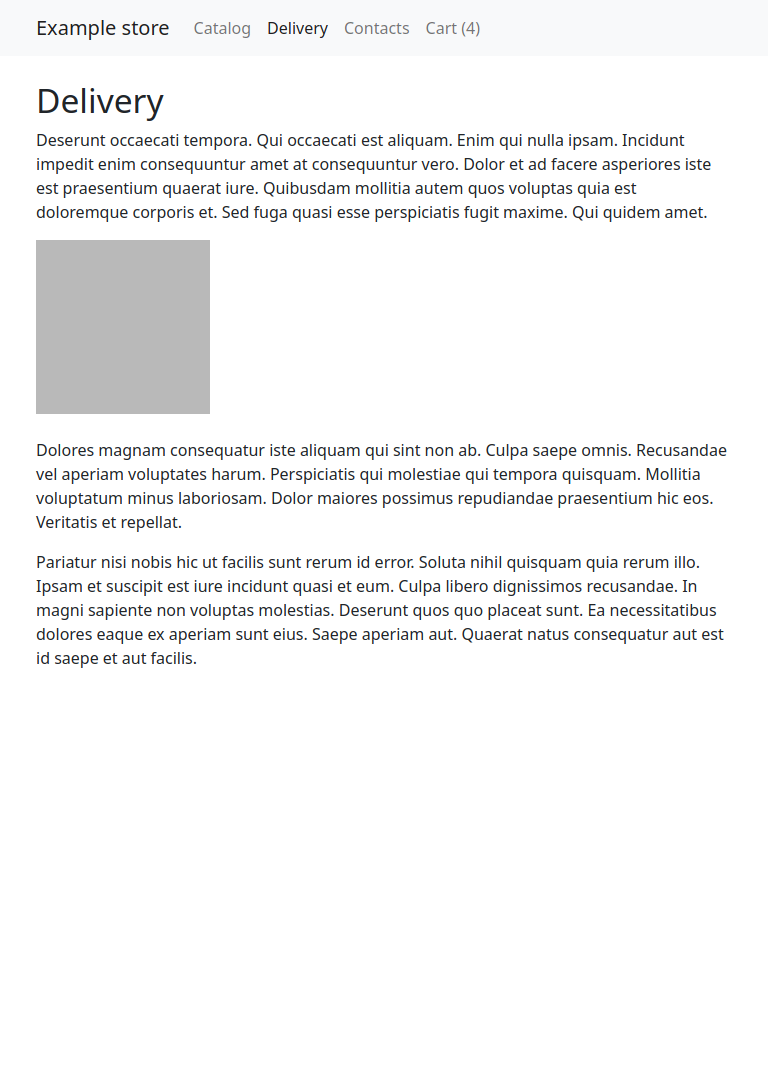 Example store Catalog Delivery Contacts Cart (4)
Delivery
Deserunt occaecati tempora. Qui occaecati est aliquam. Enim qui nulla ipsam. Incidunt
impedit enim consequuntur amet at consequuntur vero. Dolor et ad facere asperiores iste
est praesentium quaerat iure. Quibusdam mollitia autem quos voluptas quia est
doloremque corporis et. Sed fuga quasi esse perspiciatis fugit maxime. Qui quidem amet.
Dolores magnam consequatur iste aliquam qui sint non ab. Culpa saepe omnis. Recusandae
vel aperiam voluptates harum. Perspiciatis qui molestiae qui tempora quisquam. Mollitia
voluptatum minus laboriosam. Dolor maiores possimus repudiandae praesentium hic eos.
Veritatis et repellat.
Pariatur nisi nobis hic ut facilis sunt rerum id error. Soluta nihil quisquam quia rerum illo.
Ipsam et suscipit est iure incidunt quasi et eum. Culpa libero dignissimos recusandae. In
magni sapiente non voluptas molestias. Deserunt quos quo placeat sunt. Ea necessitatibus
dolores eaque ex aperiam sunt eius. Saepe aperiam aut. Quaerat natus consequatur aut est
id saepe et aut facilis.